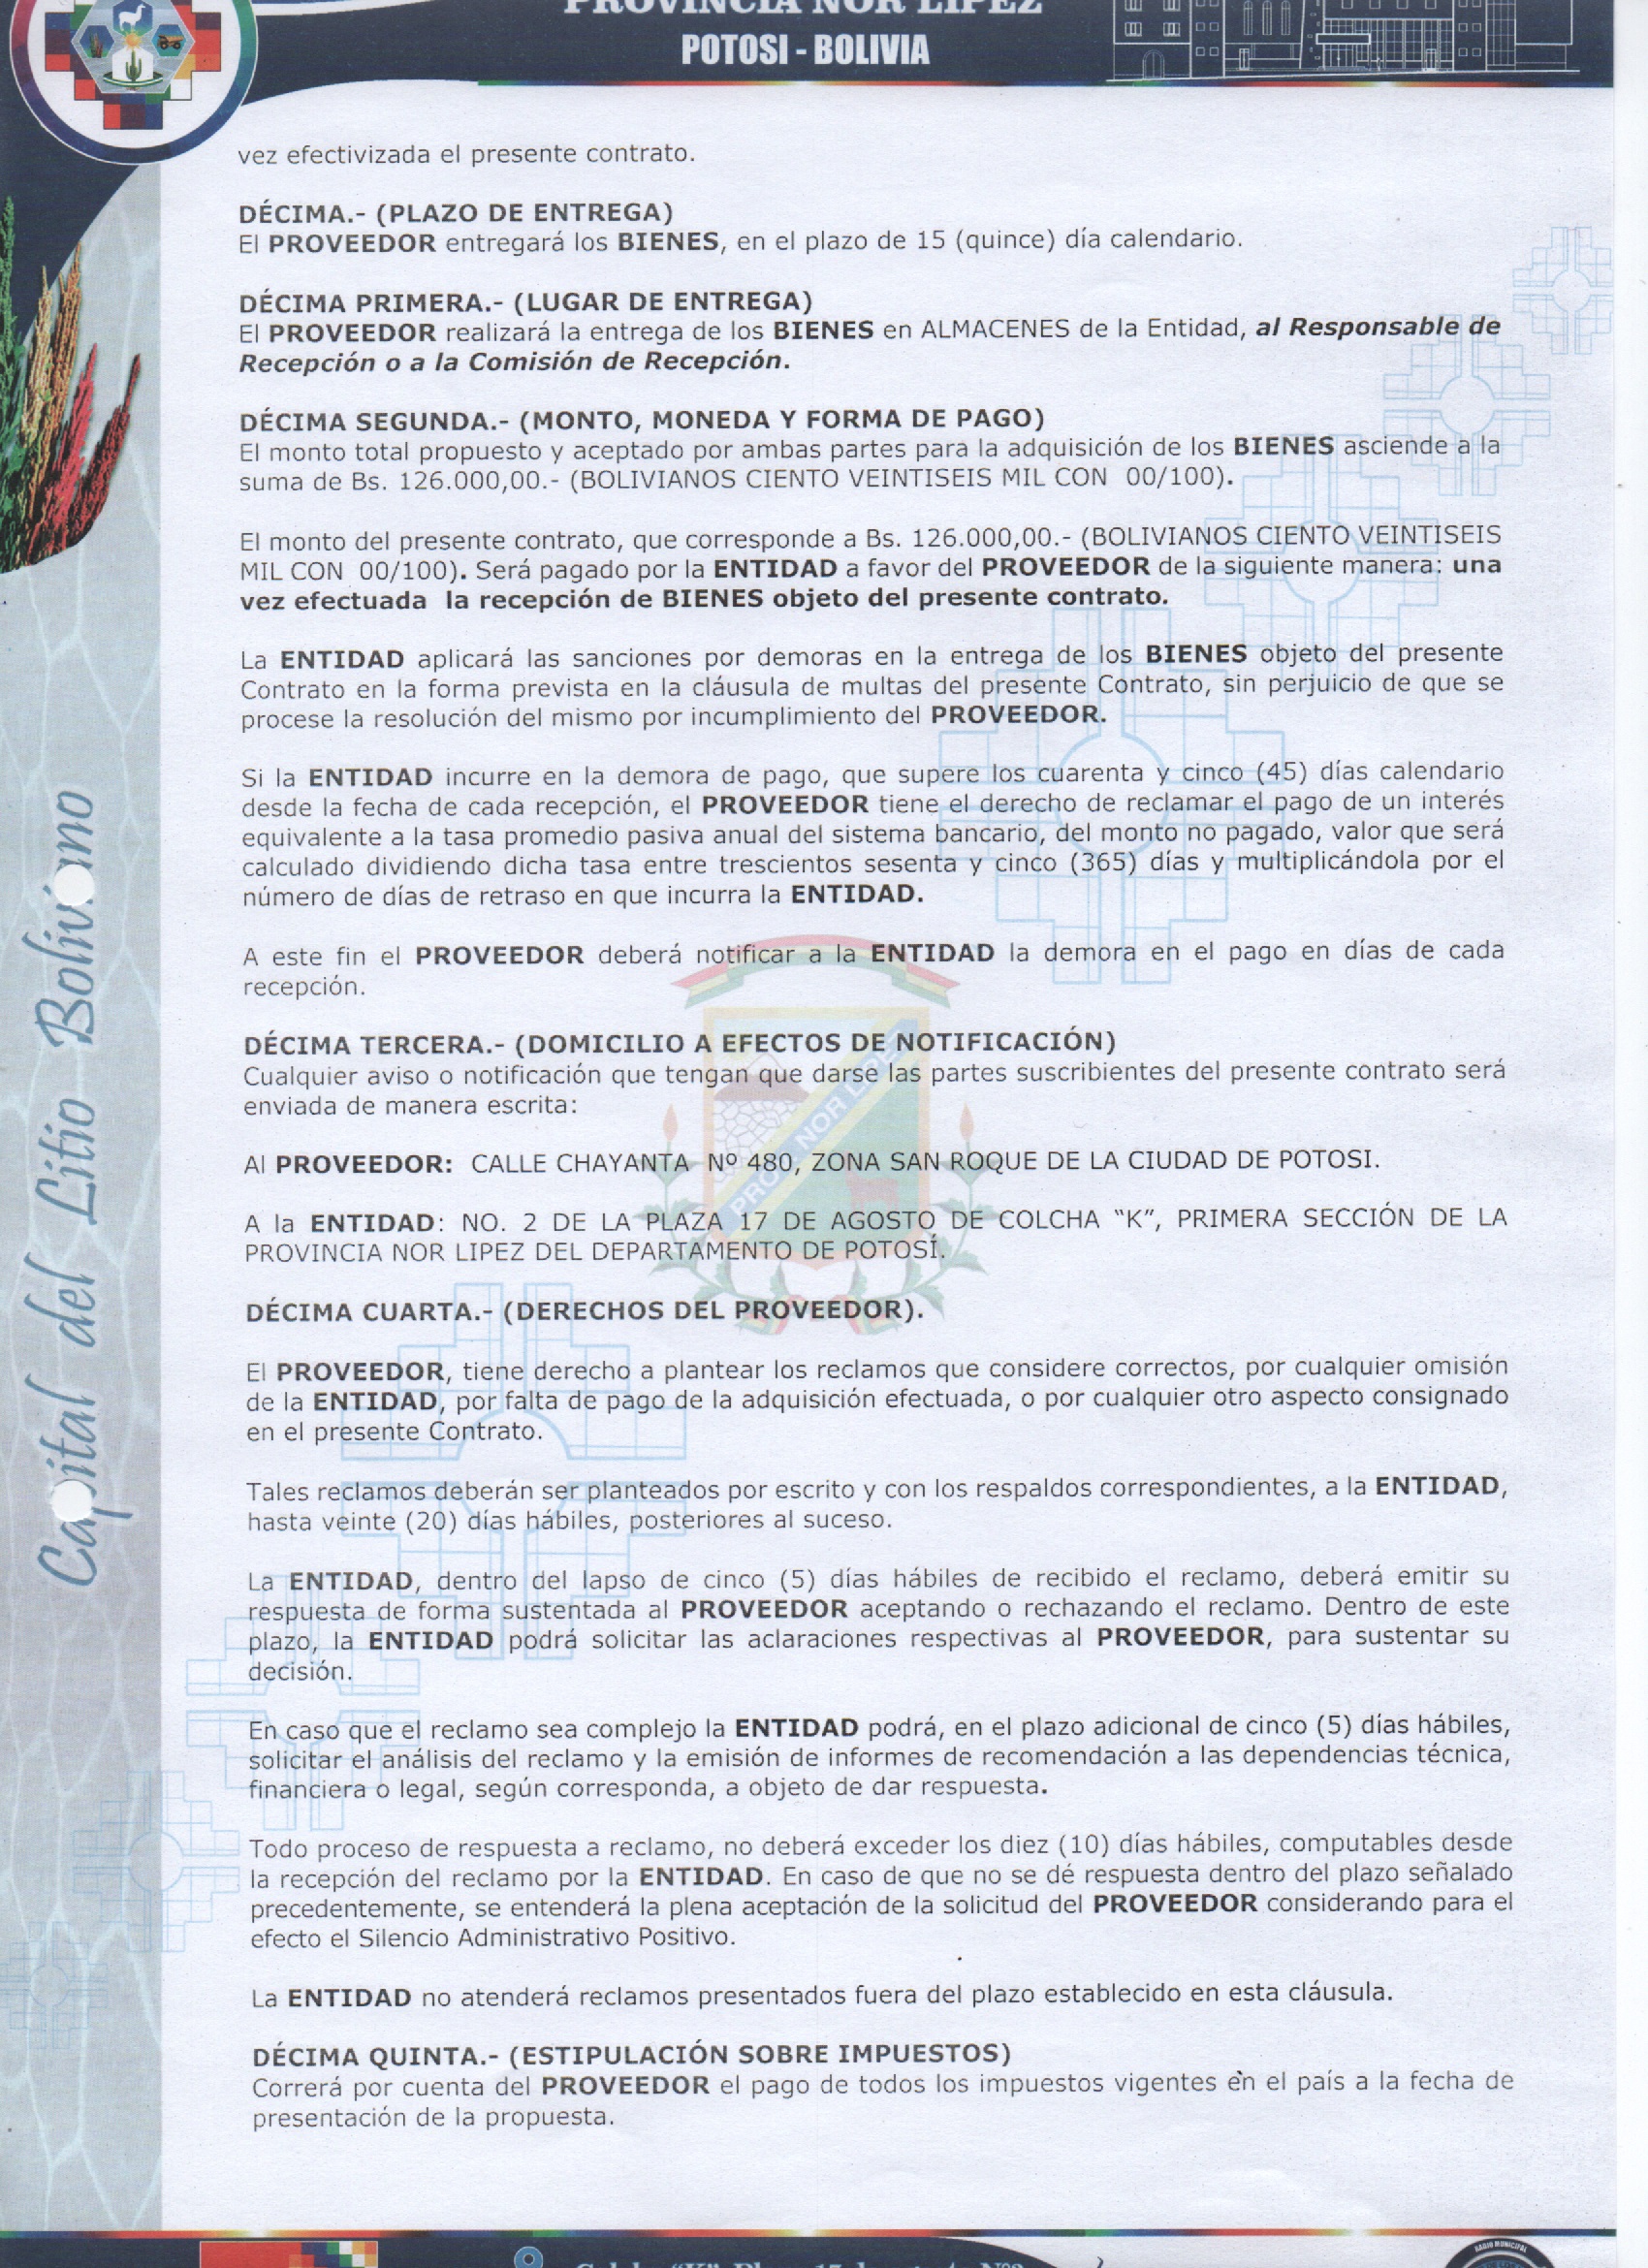 PROVINCIA NOR LIPEZ
POTOSI - BOLIVIA
vez efectivizada el presente contrato.
DÉCIMA.- (PLAZO DE ENTREGA)
El PROVEEDOR entregará los BIENES, en el plazo de 15 (quince) día calendario.
DÉCIMA PRIMERA.- (LUGAR DE ENTREGA)
El PROVEEDOR realizará la entrega de los BIENES en ALMACENES de la Entidad, al Responsable de
Recepción o a la Comisión de Recepción.
DÉCIMA SEGUNDA.- (MONTO, MONEDA Y FORMA DE PAGO)
El monto total propuesto y aceptado por ambas partes para la adquisición de los BIENES asciende a la
suma de Bs. 126.000,00.- (BOLIVIANOS CIENTO VEINTISEIS MIL CON 00/100).
El monto del presente contrato, que corresponde a Bs. 126.000,00.- (BOLIVIANOS CIENTO VEINTISEIS
MIL CON 00/100). Será pagado por la ENTIDAD a favor del PROVEEDOR de la siguiente manera: una
vez efectuada la recepción de BIENES objeto del presente contrato.
La ENTIDAD aplicará las sanciones por demoras en la entrega de los BIENES objeto del presente
Contrato en la forma prevista en la cláusula de multas del presente Contrato, sin perjuicio de que se
procese la resolución del mismo por incumplimiento del PROVEEDOR.
Si la ENTIDAD incurre en la demora de pago, que supere los cuarenta y cinco (45) días calendario
desde la fecha de cada recepción, el PROVEEDOR tiene el derecho de reclamar el pago de un interés
equivalente a la tasa promedio pasiva anual del sistema bancario, del monto no pagado, valor que será
calculado dividiendo dicha tasa entre trescientos sesenta y cinco (365) días y multiplicándola por el
número de días de retraso en que incurra la ENTIDAD.
A este fin el PROVEEDOR deberá notificar a la ENTIDAD la demora en el pago en días de cada
recepción.
DÉCIMA TERCERA.- (DOMICILIO A EFECTOS DE NOTIFICACIÓN)
Cualquier aviso o notificación que tengan que darse las partes suscribientes del presente contrato será
enviada de manera escrita:
Al PROVEEDOR: CALLE CHAYANTA Nº 480, ZONA SAN ROQUE DE LA CIUDAD DE POTOSI.
A la ENTIDAD: NO. 2 DE LA PLAZA 17 DE AGOSTO DE COLCHA “K”, PRIMERA SECCIÓN DE LA
PROVINCIA NOR LIPEZ DEL DEPARTAMENTO DE POTOSÍ.
DÉCIMA CUARTA.- (DERECHOS DEL PROVEEDOR).
El PROVEEDOR, tiene derecho a plantear los reclamos que considere correctos, por cualquier omisión
de la ENTIDAD, por falta de pago de la adquisición efectuada, o por cualquier otro aspecto consignado
en el presente Contrato.
Tales reclamos deberán ser planteados por escrito y con los respaldos correspondientes, a la ENTIDAD,
hasta veinte (20) días hábiles, posteriores al suceso.
La ENTIDAD, dentro del lapso de cinco (5) días hábiles de recibido el reclamo, deberá emitir su
respuesta de forma sustentada al PROVEEDOR aceptando o rechazando el reclamo. Dentro de este
plazo, la ENTIDAD podrá solicitar las aclaraciones respectivas al PROVEEDOR, para sustentar su
decisión.
En caso que el reclamo sea complejo la ENTIDAD podrá, en el plazo adicional de cinco (5) días hábiles,
solicitar el análisis del reclamo y la emisión de informes de recomendación a las dependencias técnica,
financiera o legal, según corresponda, a objeto de dar respuesta.
Todo proceso de respuesta a reclamo, no deberá exceder los diez (10) días hábiles, computables desde
la recepción del reclamo por la ENTIDAD. En caso de que no se dé respuesta dentro del plazo señalado
precedentemente, se entenderá la plena aceptación de la solicitud del PROVEEDOR considerando para el
efecto el Silencio Administrativo Positivo.
La ENTIDAD no atenderá reclamos presentados fuera del plazo establecido en esta cláusula.
DÉCIMA QUINTA.- (ESTIPULACIÓN SOBRE IMPUESTOS)
Correrá por cuenta del PROVEEDOR el pago de todos los impuestos vigentes en el país a la fecha de
presentación de la propuesta.
Capital del Litio Boliviano
NOR LIPEZ
RADIO MUNICIPAL